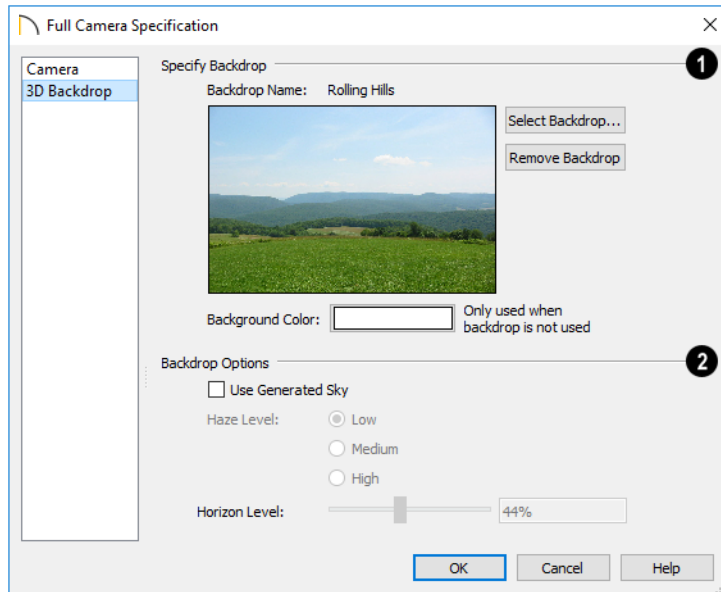 Full Camera Specification
Camera
3D Backdrop
Specify Backdrop
1
Backdrop Name: Rolling Hills
Select Backdrop...
Remove Backdrop
Background Color:
Only used when
backdrop is not used
Backdrop Options
2
Use Generated Sky
Haze Level:
Low
Medium
High
Horizon Level:
44%
OK
Cancel
Help